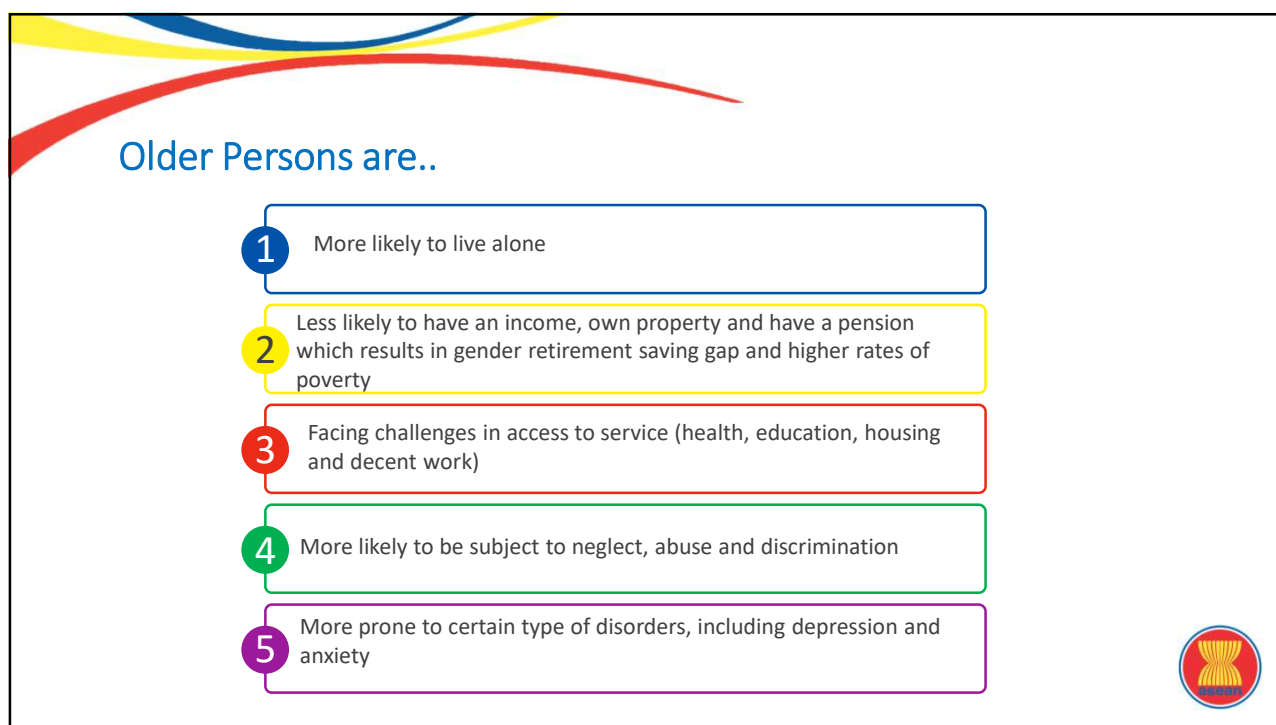 Older Persons are..
1
More likely to live alone
2
Less likely to have an income, own property and have a pension
which results in gender retirement saving gap and higher rates of
poverty
3
Facing challenges in access to service (health, education, housing
and decent work)
4
More likely to be subject to neglect, abuse and discrimination
5
More prone to certain type of disorders, including depression and
anxiety
asean